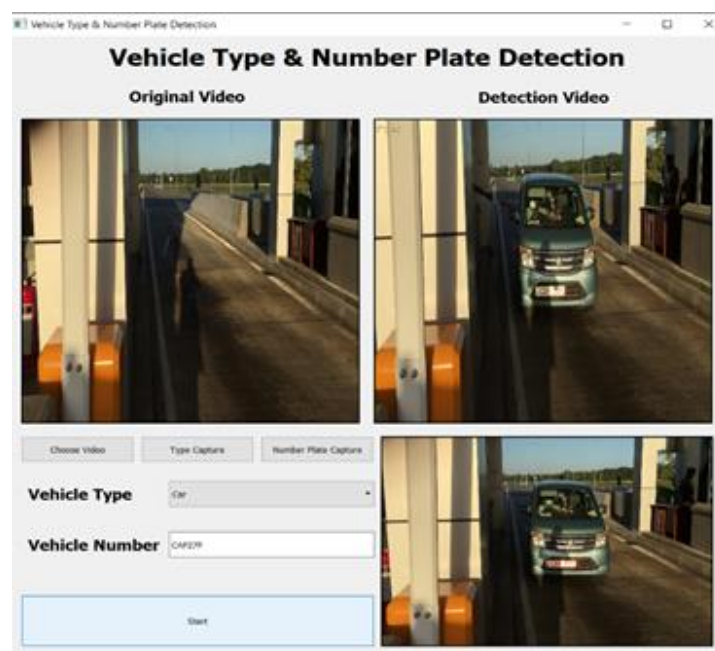 Vehicle Type & Number Plate Detection
Vehicle Type & Number Plate Detection
Original Video
Detection Video
Choose Video
Type Capture
Number Plate Capture
Vehicle Type
Car
Vehicle Number
Start